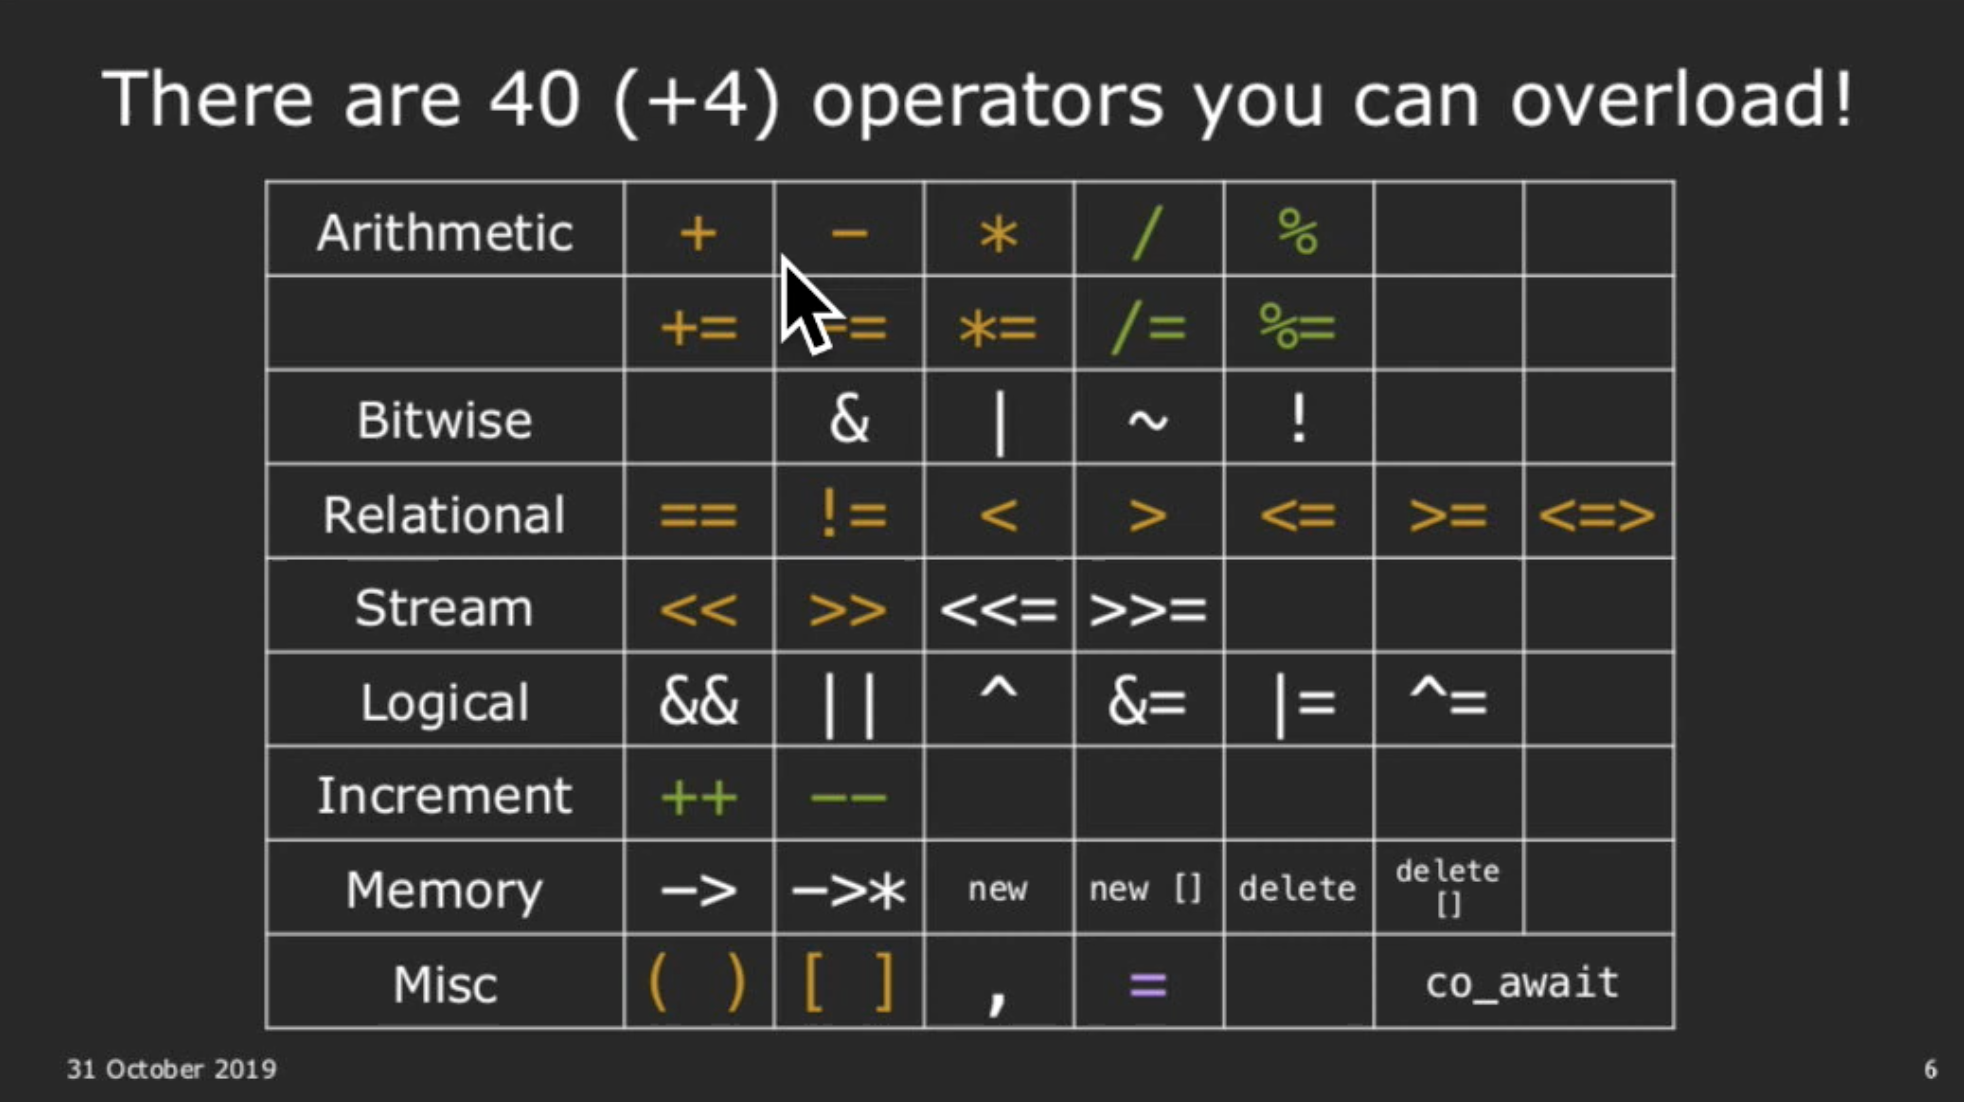 There are 40 (+4) operators you can overload!
Arithmetic + − * / %
+= −= *= /= %=
Bitwise & | ~ !
Relational == != < > <= >= <=>
Stream << >> <<= >>=
Logical && || ^ &= |= ^=
Increment ++ −−
Memory −> −>* new new [] delete delete []
Misc ( ) [ ] , = co_await
31 October 2019 6